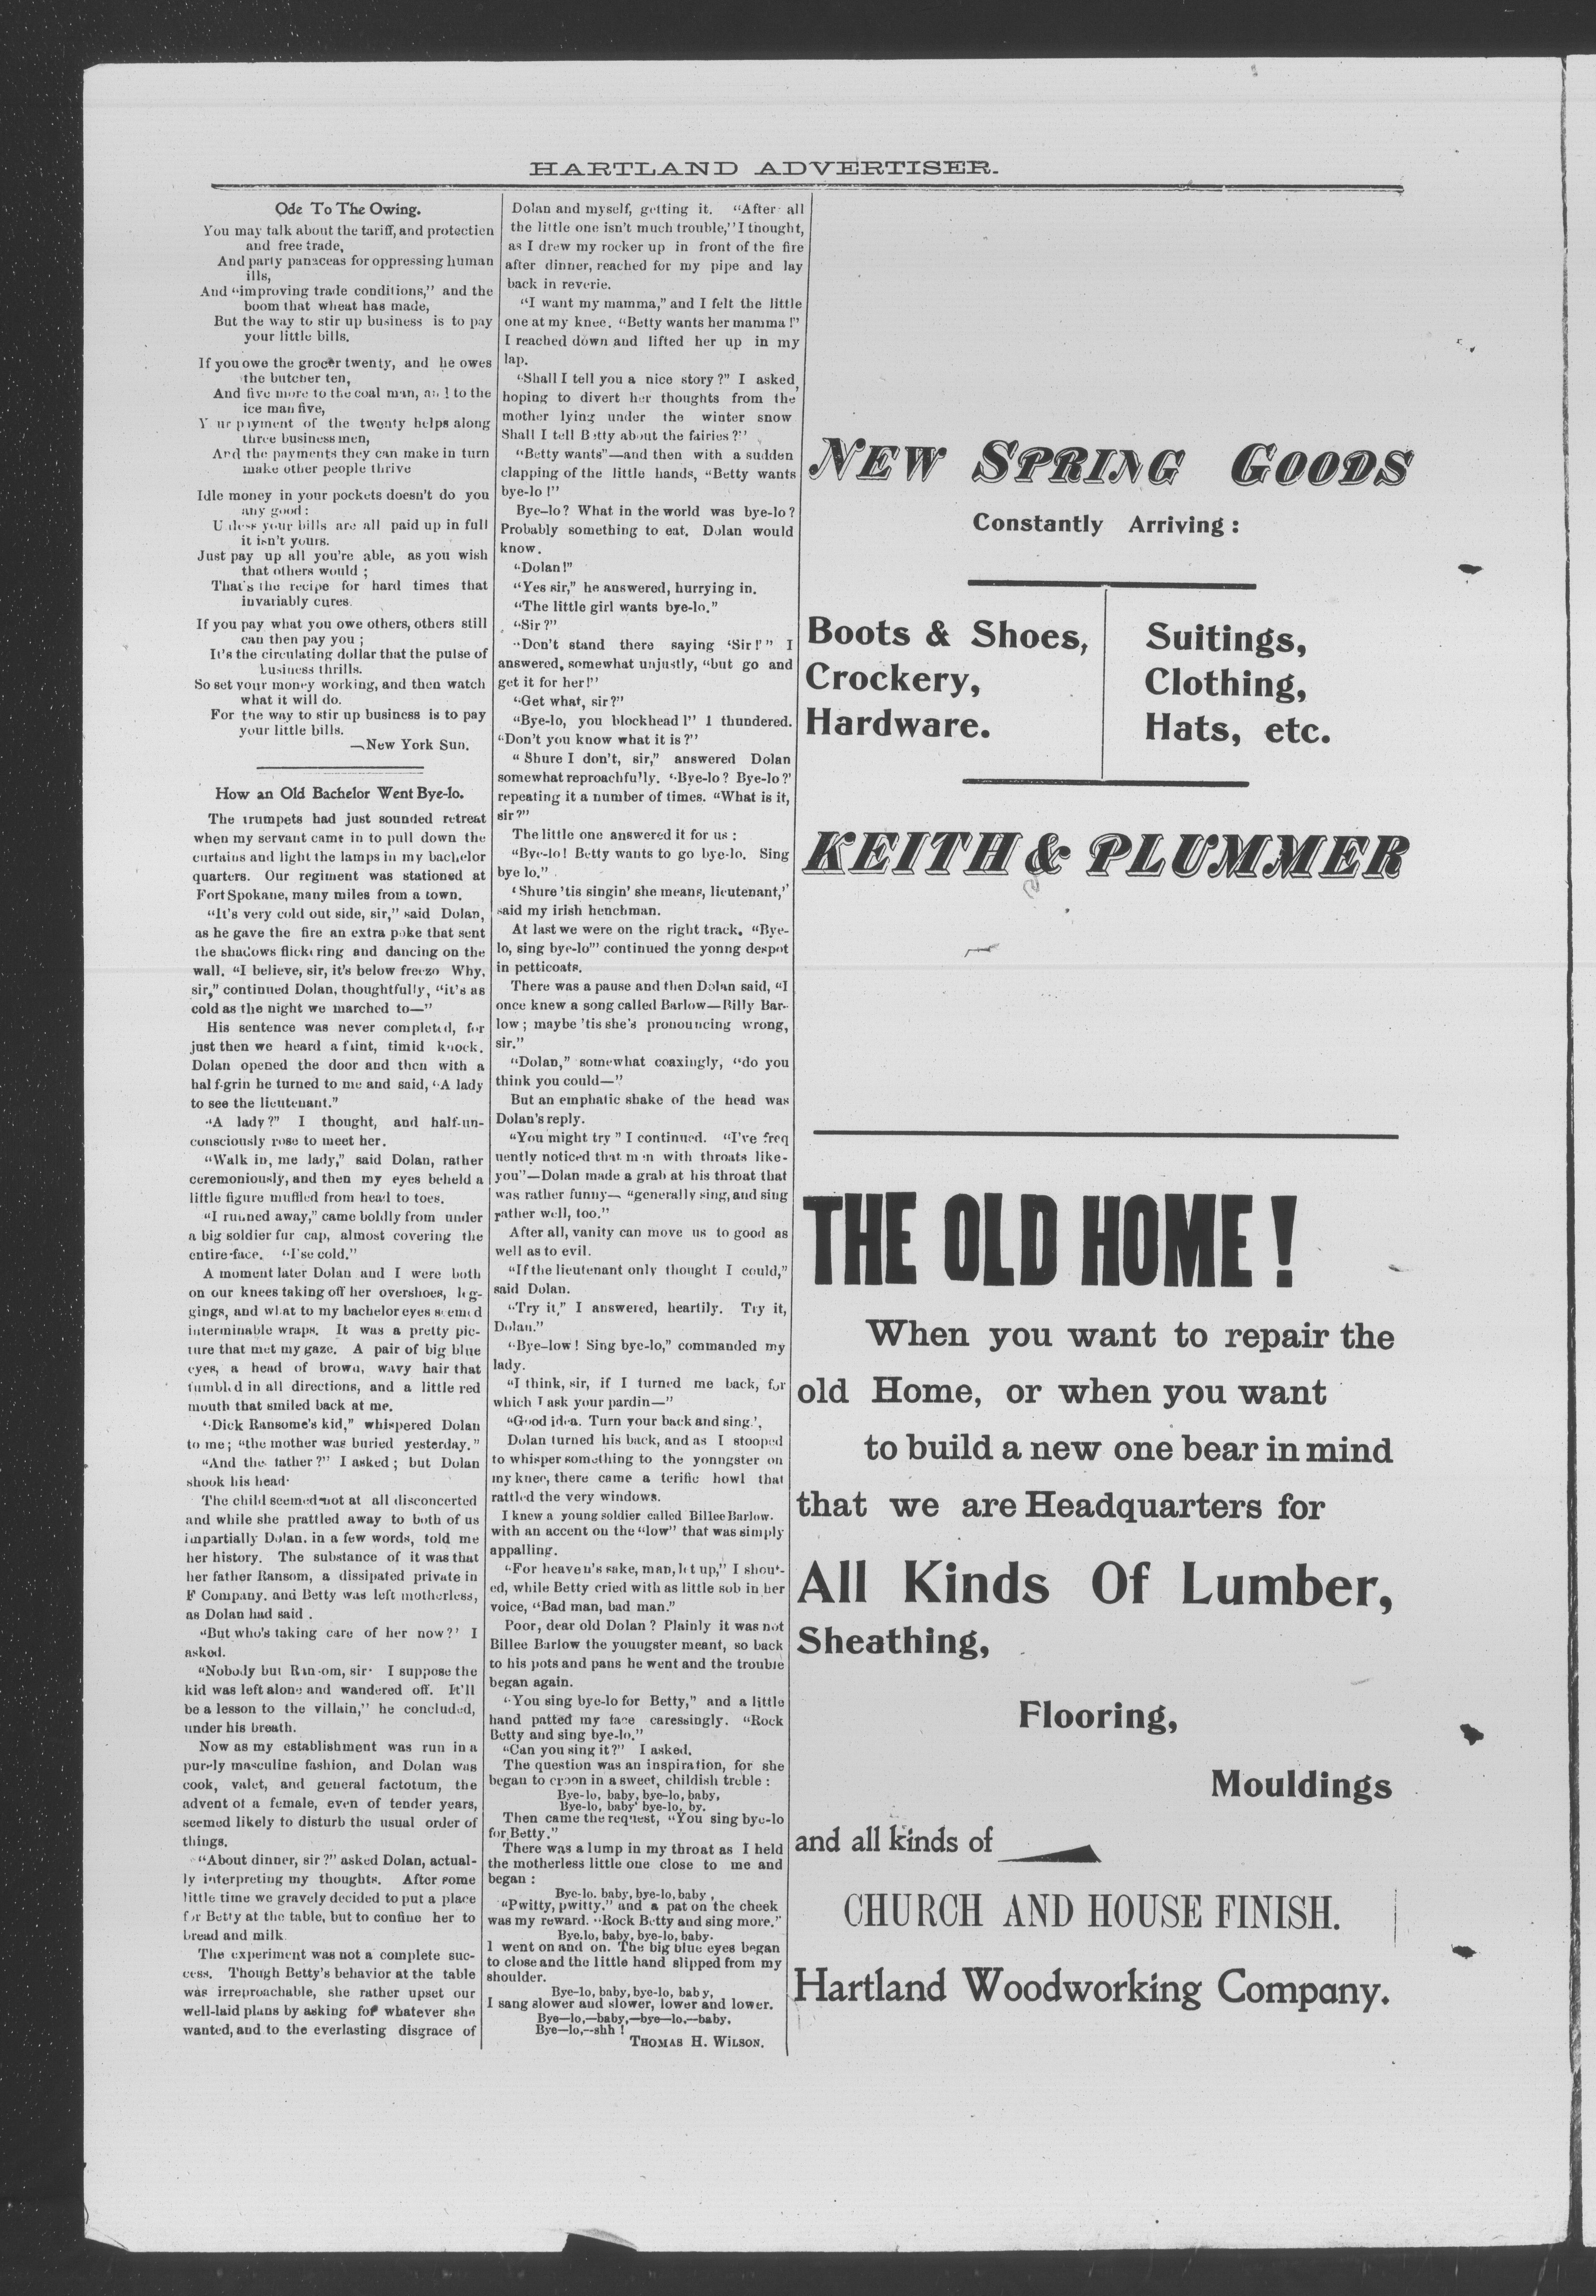 HARTLAND ADVERTISER.
Ode To The Owing.
You may talk about the tariff, and protection
and free trade,
And party panaceas for oppressing human
ills,
And "improving trade conditions," and the
boom that wheat has made,
But the way to stir up business is to pay
your little bills.
If you owe the grocer twenty, and he owes
the butcher ten,
And five more to the coal man, and to the
ice man five,
Y ur payment of the twenty helps along
three business men,
And the payments they can make in turn
make other people thrive
Idle money in your pockets doesn't do you
any good:
U less your bills are all paid up in full
it isn't yours.
Just pay up all you're able, as you wish
that others would ;
That's the recipe for hard times that
invariably cures.
If you pay what you owe others, others still
can then pay you ;
It's the circulating dollar that the pulse of
business thrills.
So set your money working, and then watch
what it will do.
For the way to stir up business is to pay
your little bills.
—New York Sun.
How an Old Bachelor Went Bye-lo.
The trumpets had just sounded retreat
when my servant came in to pull down the
curtains and light the lamps in my bachelor
quarters. Our regiment was stationed at
Fort Spokane, many miles from a town.
"It's very cold out side, sir," said Dolan,
as he gave the fire an extra poke that sent
the shadows flickering and dancing on the
wall. "I believe, sir, it's below freezo Why,
sir," continued Dolan, thoughtfully, "it's as
cold as the night we marched to—"
His sentence was never completed, for
just then we heard a faint, timid knock.
Dolan opened the door and then with a
half-grin he turned to me and said, "A lady
to see the lieutenant."
"A lady?" I thought, and half-un-
consciously rose to meet her.
"Walk in, me lady," said Dolan, rather
ceremoniously, and then my eyes beheld a
little figure muffled from head to toes.
"I runned away," came boldly from under
a big soldier fur cap, almost covering the
entire face. "I'se cold."
A moment later Dolan and I were both
on our knees taking off her overshoes, leg-
gings, and what to my bachelor eyes seemed
interminable wraps. It was a pretty pic-
ture that met my gaze. A pair of big blue
eyes, a head of brown, wavy hair that
tumbled in all directions, and a little red
mouth that smiled back at me.
"Dick Ransome's kid," whispered Dolan
to me; "the mother was buried yesterday."
"And the father?" I asked; but Dolan
shook his head.
The child seemed not at all disconcerted
and while she prattled away to both of us
impartially Dolan. in a few words, told me
her history. The substance of it was that
her father Ransom, a dissipated private in
F Company. and Betty was left motherless,
as Dolan had said .
"But who's taking care of her now?' I
asked.
"Nobody but Ransom, sir. I suppose the
kid was left alone and wandered off. It'll
be a lesson to the villain," he concluded,
under his breath.
Now as my establishment was run in a
purely masculine fashion, and Dolan was
cook, valet, and general factotum, the
advent of a female, even of tender years,
seemed likely to disturb the usual order of
things.
"About dinner, sir?" asked Dolan, actual-
ly interpreting my thoughts. After some
little time we gravely decided to put a place
for Betty at the table, but to confine her to
bread and milk
The experiment was not a complete suc-
cess. Though Betty's behavior at the table
was irreproachable, she rather upset our
well-laid plans by asking for whatever she
wanted, and to the everlasting disgrace of
Dolan and myself, getting it. "After all
the little one isn't much trouble," I thought,
as I drew my rocker up in front of the fire
after dinner, reached for my pipe and lay
back in reverie.
"I want my mamma," and I felt the little
one at my knee. "Betty wants her mamma!"
I reached down and lifted her up in my
lap.
"Shall I tell you a nice story?" I asked,
hoping to divert her thoughts from the
mother lying under the winter snow
Shall I tell Betty about the fairies?"
"Betty wants"—and then with a sudden
clapping of the little hands, "Betty wants
bye-lo!"
Bye-lo? What in the world was bye-lo?
Probably something to eat. Dolan would
know.
"Dolan!"
"Yes sir," he answered, hurrying in.
"The little girl wants bye-lo."
"Sir?"
"Don't stand there saying 'Sir!'" I
answered, somewhat unjustly, "but go and
get it for her!"
"Get what, sir?"
"Bye-lo, you blockhead!" I thundered.
"Don't you know what it is?"
" Shure I don't, sir," answered Dolan
somewhat reproachfully. "Bye-lo? Bye-lo?'
repeating it a number of times. "What is it,
sir?"
The little one answered it for us :
"Bye-lo! Betty wants to go bye-lo. Sing
bye lo."
'Shure 'tis singin' she means, lieutenant,"
said my irish henchman.
At last we were on the right track. "Bye-
lo, sing bye-lo"' continued the yonng despot
in petticoats.
There was a pause and then Dolan said, "I
once knew a song called Barlow—Billy Bar-
low; maybe 'tis she's pronouncing wrong,
sir."
"Dolan," somewhat coaxingly, "do you
think you could—"
But an emphatic shake of the head was
Dolan's reply.
"You might try" I continued. "I've freq
uently noticed that men with throats like-
you"—Dolan made a grab at his throat that
was rather funny—"generally sing, and sing
rather well, too."
After all, vanity can move us to good as
well as to evil.
"If the lieutenant only thought I could,"
said Dolan.
"Try it," I answered, heartily. Try it,
Dolan."
"Bye-low! Sing bye-lo," commanded my
lady.
"I think, sir, if I turned me back, for
which I ask your pardin—"
"Good idea. Turn your back and sing.',
Dolan turned his back, and as I stooped
to whisper something to the yonngster on
my knee, there came a terific howl that
rattled the very windows.
I knew a young soldier called Billee Barlow.
with an accent on the "low" that was simply
appalling.
"For heaven's sake, man, let up," I shout-
ed, while Betty cried with as little sob in her
voice, "Bad man, bad man."
Poor, dear old Dolan? Plainly it was not
Billee Barlow the youngster meant, so back
to his pots and pans he went and the trouble
began again.
"You sing bye-lo for Betty," and a little
hand patted my face caressingly. "Rock
Betty and sing bye-lo."
"Can you sing it?" I asked.
The question was an inspiration, for she
began to croon in a sweet, childish treble :
Bye-lo, baby, bye-lo, baby,
Bye-lo, baby' bye-lo, by.
Then came the request, "You sing bye-lo
for Betty."
There was a lump in my throat as I held
the motherless little one close to me and
began :
Bye-lo. baby, bye-lo, baby ,
"Pwitty, pwitty." and a pat on the cheek
was my reward. "Rock Betty and sing more."
Bye.lo, baby, bye-lo, baby.
I went on and on. The big blue eyes began
to close and the little hand slipped from my
shoulder.
Bye-lo, baby, bye-lo, baby,
I sang slower and slower, lower and lower.
Bye—lo,—baby,—bye—lo,--baby.
Bye—lo,--shh !
THOMAS H. WILSON.
NEW SPRING GOODS
Constantly Arriving :
Boots & Shoes,
Crockery,
Hardware.
Suitings,
Clothing,
Hats, etc.
KEITH & PLUMMER
THE OLD HOME!
When you want to repair the
old Home, or when you want
to build a new one bear in mind
that we are Headquarters for
All Kinds Of Lumber,
Sheathing,
Flooring,
Mouldings
and all kinds of
CHURCH AND HOUSE FINISH.
Hartland Woodworking Company.